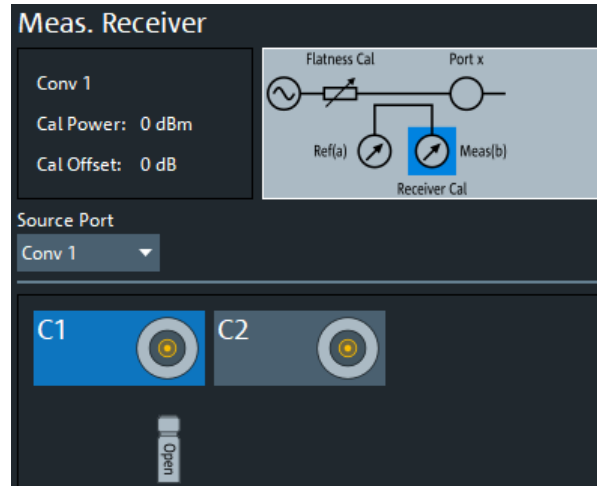 Meas. Receiver
Conv 1
Cal Power: 0 dBm
Cal Offset: 0 dB
Flatness Cal
Port x
Ref(a)
Meas(b)
Receiver Cal
Source Port
Conv 1
C1
C2
Open